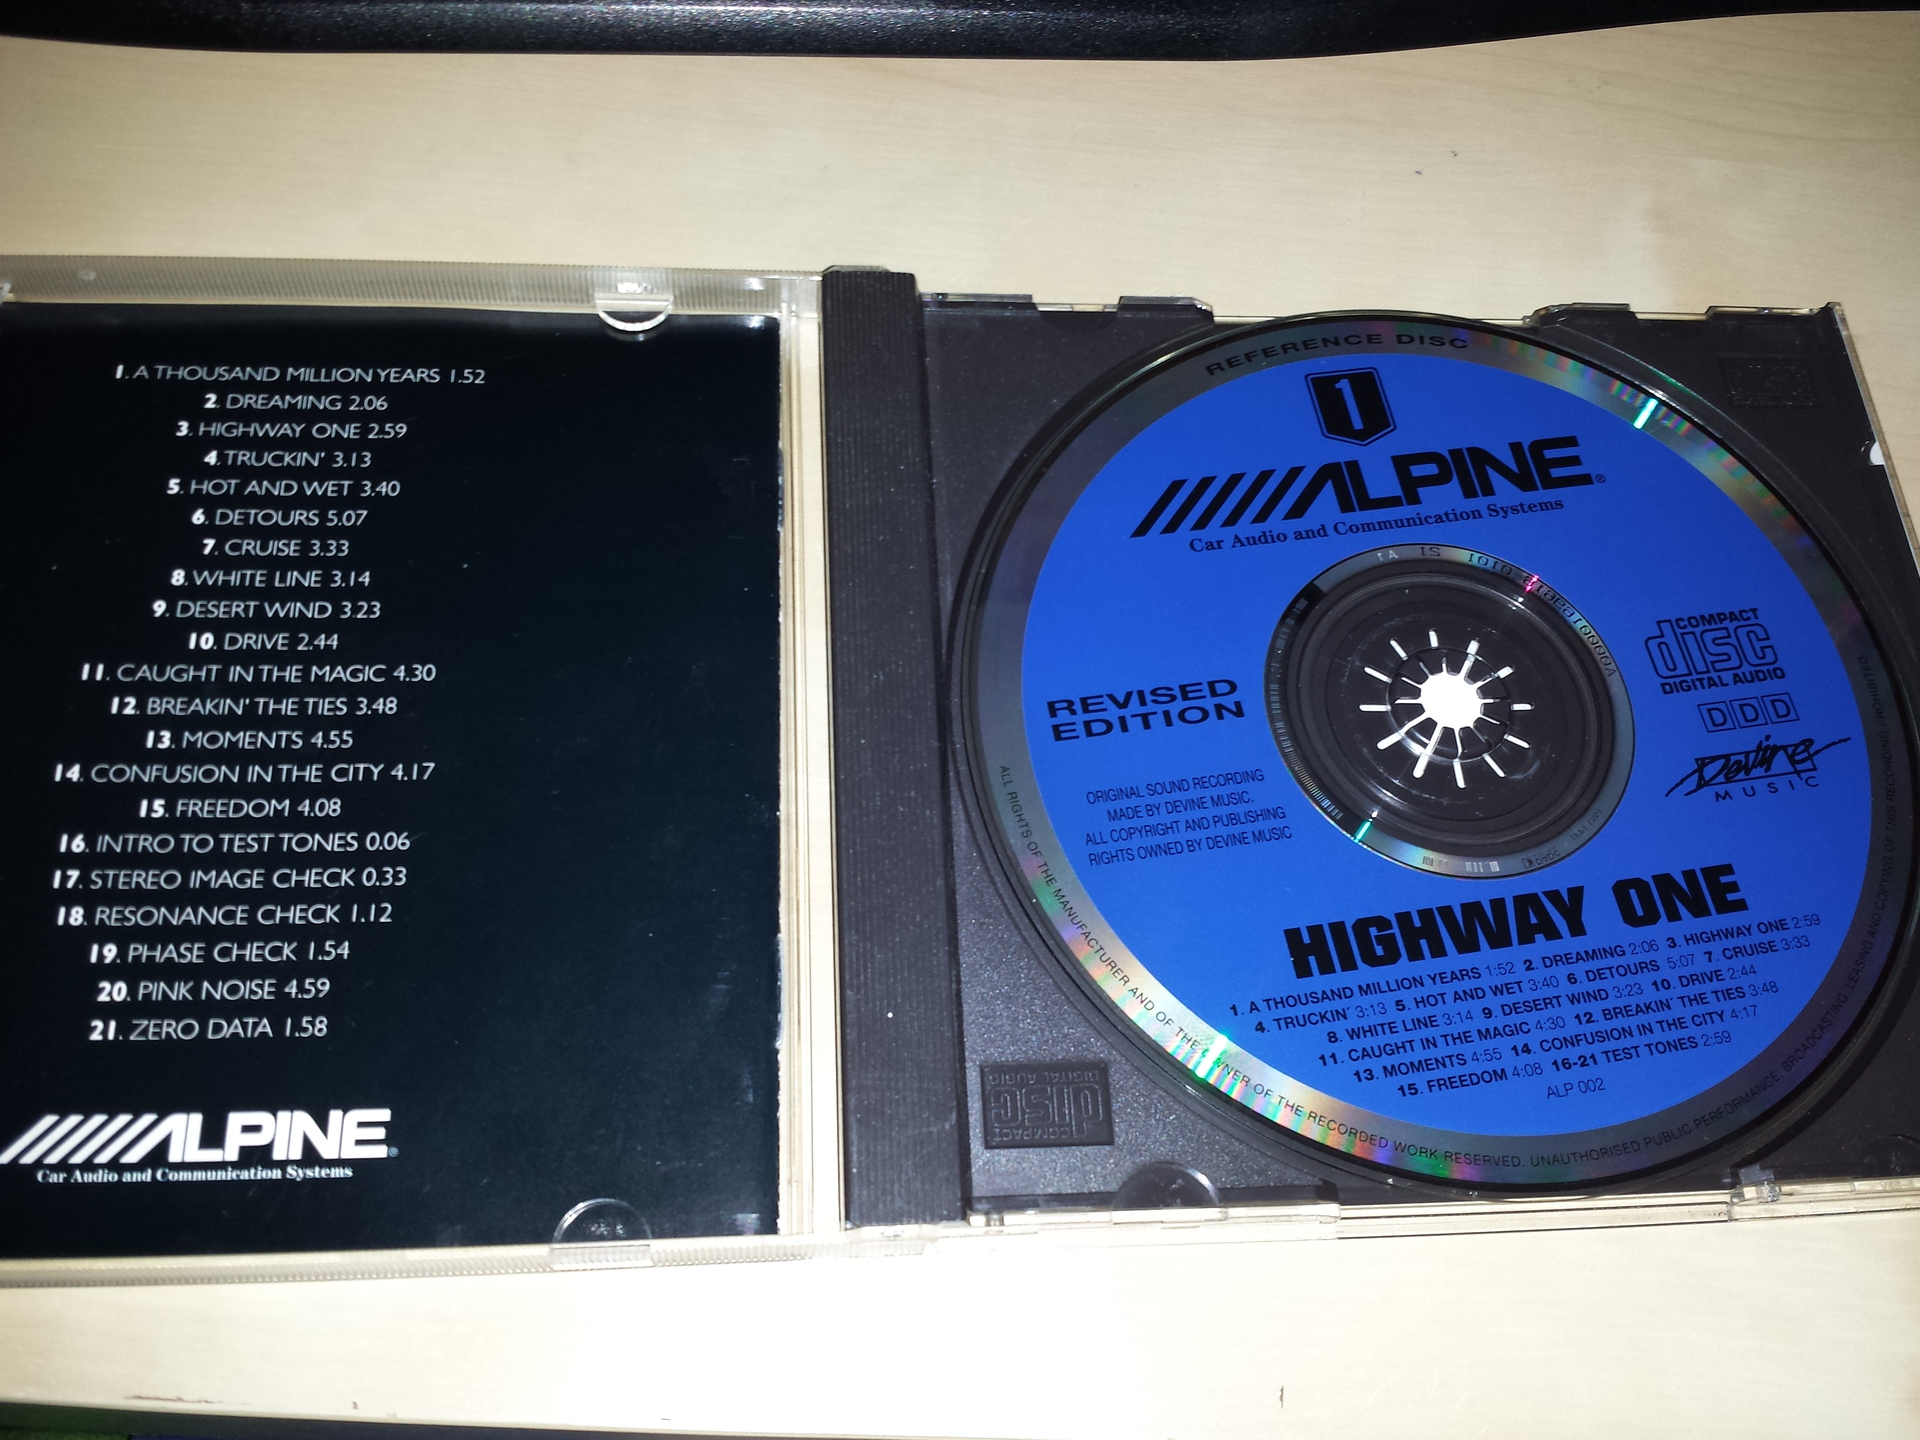 1. A THOUSAND MILLION YEARS 1.52
2. DREAMING 2.06
3. HIGHWAY ONE 2.59
4. TRUCKIN' 3.13
5. HOT AND WET 3.40
6. DETOURS 5.07
7. CRUISE 3.33
8. WHITE LINE 3.14
9. DESERT WIND 3.23
10. DRIVE 2.44
11. CAUGHT IN THE MAGIC 4.30
12. BREAKIN' THE TIES 3.48
13. MOMENTS 4.55
14. CONFUSION IN THE CITY 4.17
15. FREEDOM 4.08
16. INTRO TO TEST TONES 0.06
17. STEREO IMAGE CHECK 0.33
18. RESONANCE CHECK 1.12
19. PHASE CHECK 1.54
20. PINK NOISE 4.59
21. ZERO DATA 1.58
ALPINE®
Car Audio and Communication Systems
REFERENCE DISC
1
ALPINE®
Car Audio and Communication Systems
COMPACT
disc
DIGITAL AUDIO
DDD
Devine
MUSIC
REVISED
EDITION
ORIGINAL SOUND RECORDING
MADE BY DEVINE MUSIC.
ALL COPYRIGHT AND PUBLISHING
RIGHTS OWNED BY DEVINE MUSIC
HIGHWAY ONE
1. A THOUSAND MILLION YEARS 1:52 2. DREAMING 2:06 3. HIGHWAY ONE 2:59
4. TRUCKIN' 3:13 5. HOT AND WET 3:40 6. DETOURS 5:07 7. CRUISE 3:33
8. WHITE LINE 3:14 9. DESERT WIND 3:23 10. DRIVE 2:44
11. CAUGHT IN THE MAGIC 4:30 12. BREAKIN' THE TIES 3:48
13. MOMENTS 4:55 14. CONFUSION IN THE CITY 4:17
15. FREEDOM 4:08 16-21 TEST TONES 2:59
ALP 002
ALL RIGHTS OF THE MANUFACTURER AND OF THE OWNER OF THE RECORDED WORK RESERVED. UNAUTHORISED PUBLIC PERFORMANCE, BROADCASTING, LEASING AND COPYING OF THIS RECORDING PROHIBITED.
COMPACT
disc
DIGITAL AUDIO